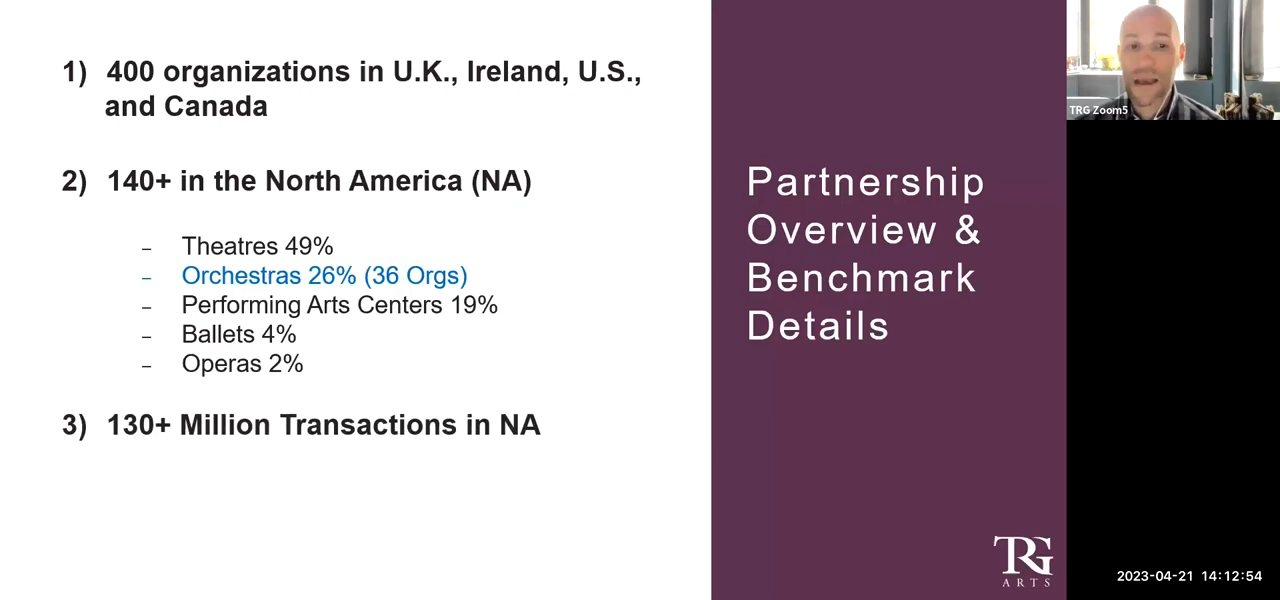 1) 400 organizations in U.K., Ireland, U.S.,
and Canada
2) 140+ in the North America (NA)
– Theatres 49%
– Orchestras 26% (36 Orgs)
– Performing Arts Centers 19%
– Ballets 4%
– Operas 2%
3) 130+ Million Transactions in NA
Partnership
Overview &
Benchmark
Details
TRG
ARTS
TRG Zoom5
2023-04-21 14:12:54